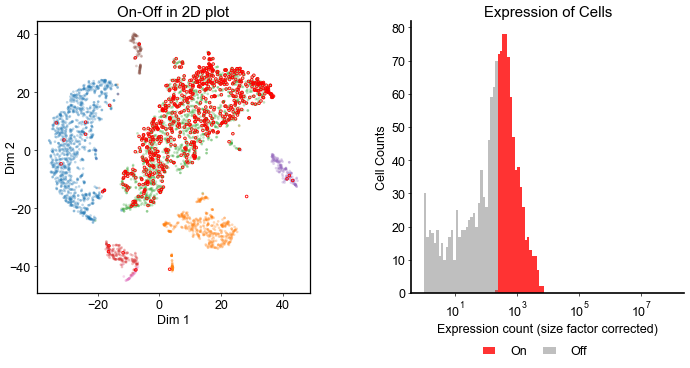 On-Off in 2D plot
40
20
0
−20
−40
Dim 2
−20
0
20
40
Dim 1
Expression of Cells
80
70
60
50
40
30
20
10
0
Cell Counts
10^1
10^3
10^5
10^7
Expression count (size factor corrected)
On
Off